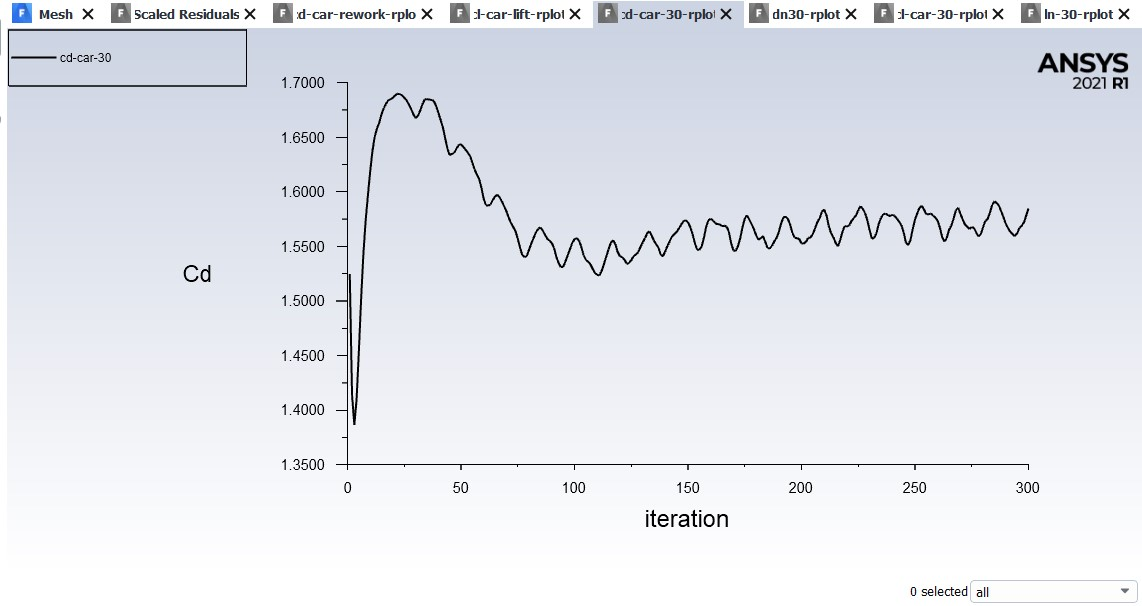 Mesh
Scaled Residuals
:d-car-rework-rplo
:l-car-lift-rplot
:d-car-30-rplot
dn30-rplot
:l-car-30-rplot
ln-30-rplot
cd-car-30
ANSYS
2021 R1
1.7000
1.6500
1.6000
1.5500
Cd
1.5000
1.4500
1.4000
1.3500
0 50 100 150 200 250 300
iteration
0 selected all